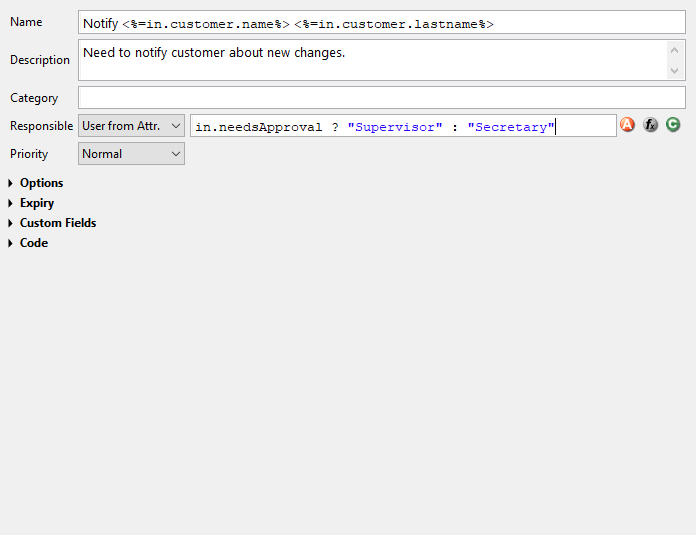 Name Notify <%=in.customer.name%> <%=in.customer.lastname%>
Description Need to notify customer about new changes.
Category
Responsible User from Attr. in.needsApproval ? "Supervisor" : "Secretary" A fx C
Priority Normal
Options
Expiry
Custom Fields
Code